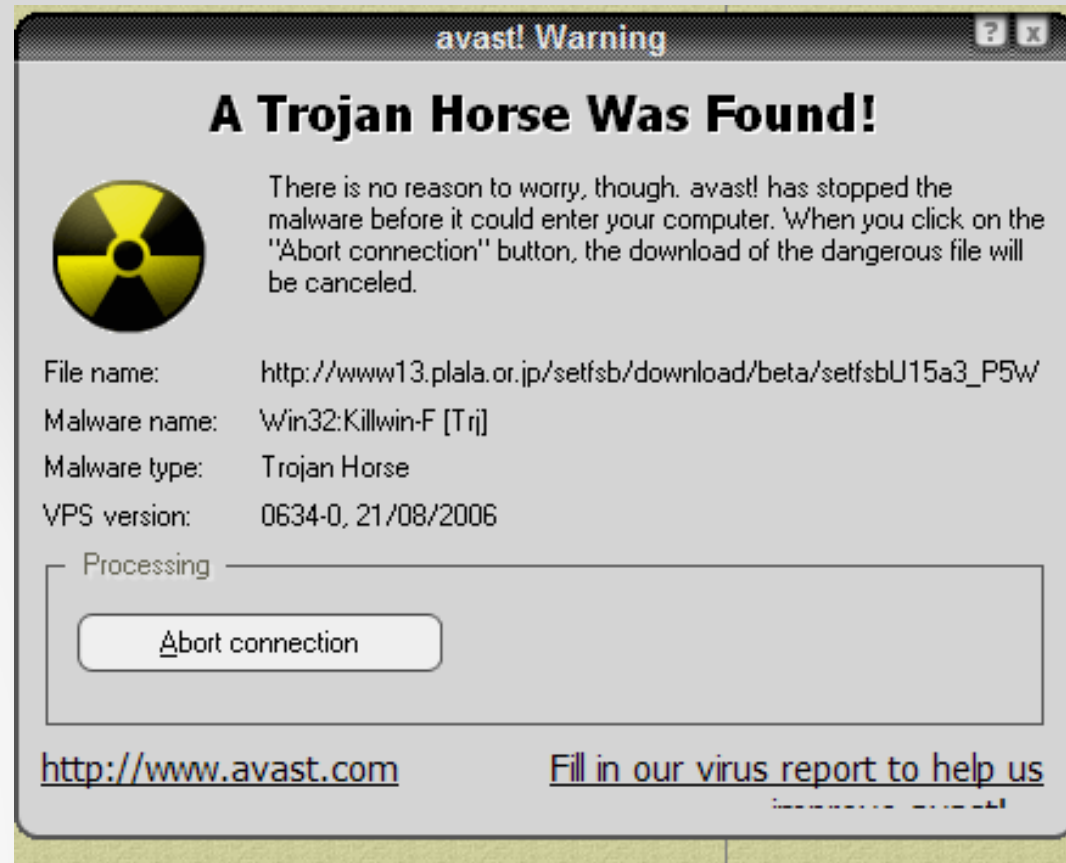 avast! Warning
? x
A Trojan Horse Was Found!
There is no reason to worry, though. avast! has stopped the
malware before it could enter your computer. When you click on the
"Abort connection" button, the download of the dangerous file will
be canceled.
File name: http://www13.plala.or.jp/setfsb/download/beta/setfsbU15a3_P5W
Malware name: Win32:Killwin-F [Trj]
Malware type: Trojan Horse
VPS version: 0634-0, 21/08/2006
Processing
Abort connection
http://www.avast.com Fill in our virus report to help us
improve avast!